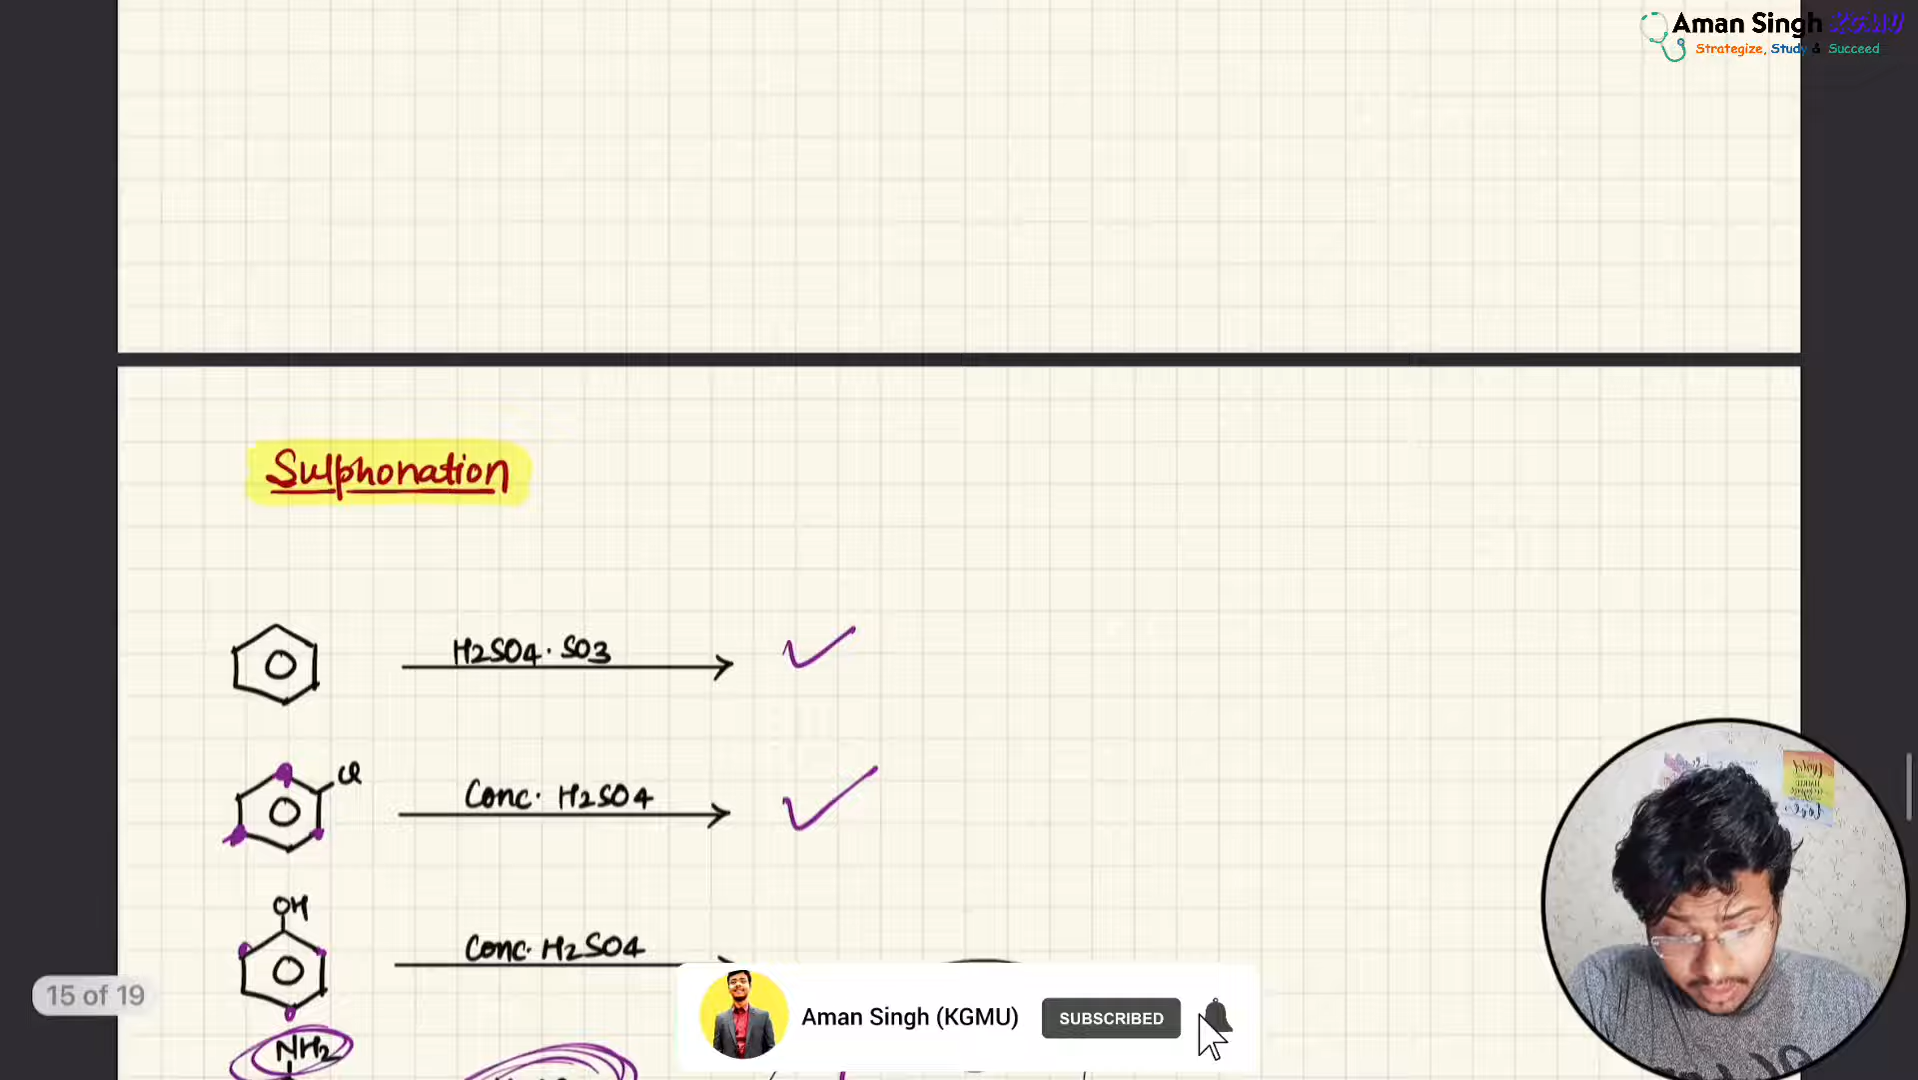 Aman Singh KGMU
Strategize, Study & Succeed
Sulphonation
H2SO4 · SO3
Cl
Conc. H2SO4
OH
Conc. H2SO4
15 of 19
NH2
Aman Singh (KGMU)
SUBSCRIBED